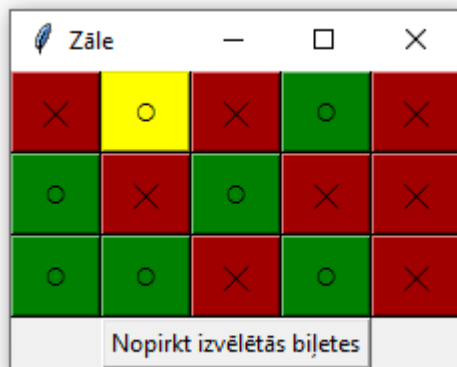 Zāle
X O X O X
O X O X X
O O X O X
Nopirkt izvēlētās biļetes